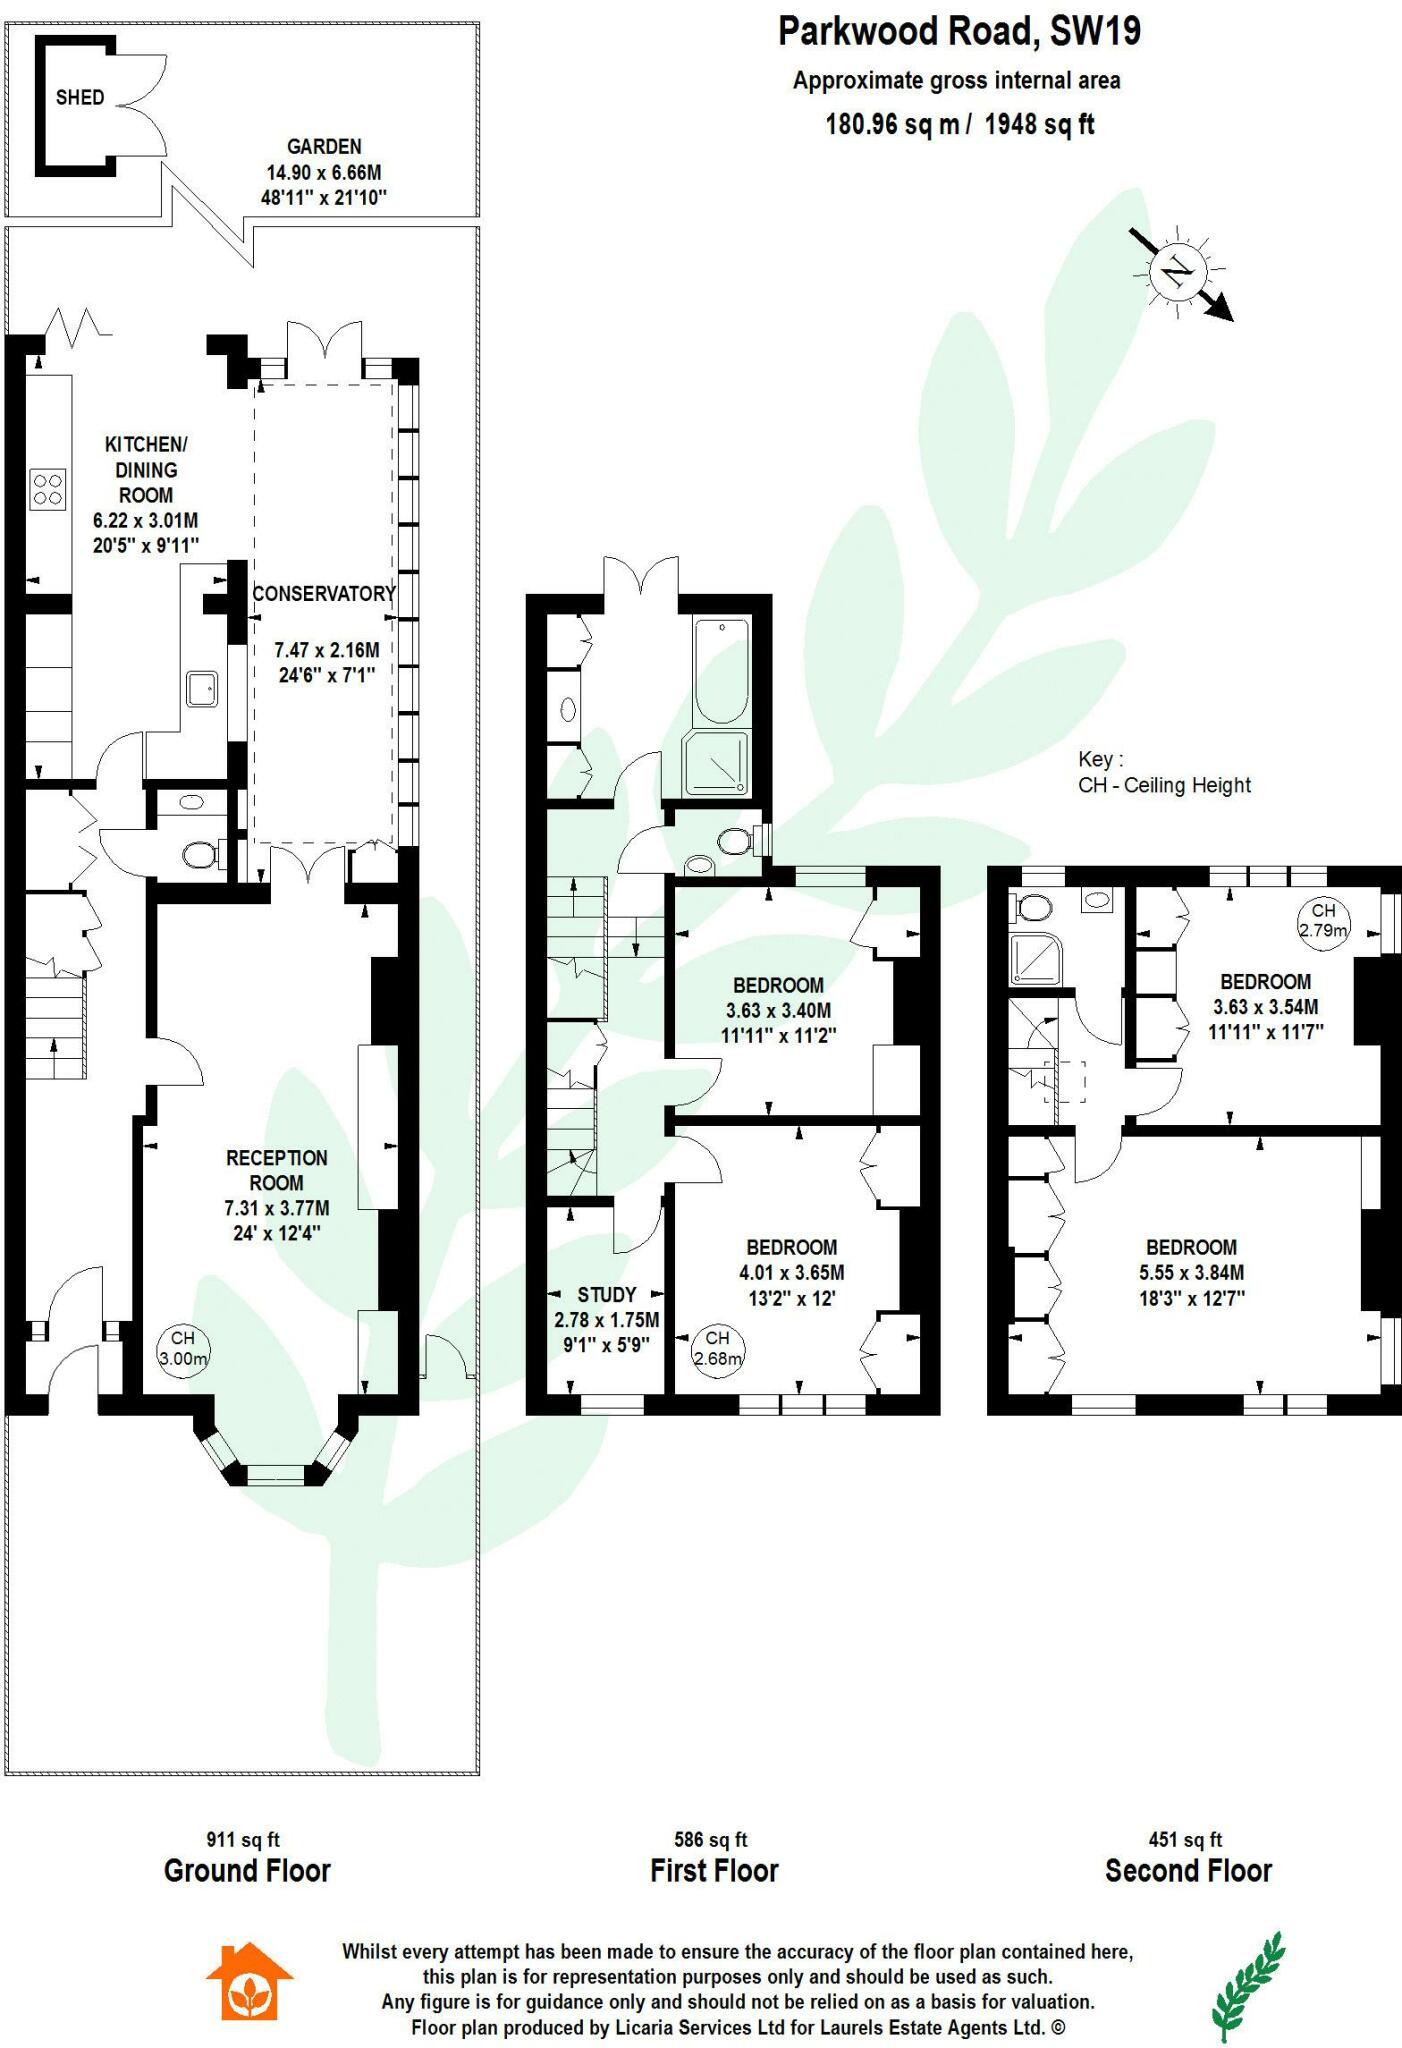 Parkwood Road, SW19
Approximate gross internal area
180.96 sq m / 1948 sq ft
SHED
GARDEN
14.90 x 6.66M
48'11" x 21'10"
N
KITCHEN/
DINING
ROOM
6.22 x 3.01M
20'5" x 9'11"
CONSERVATORY
7.47 x 2.16M
24'6" x 7'1"
RECEPTION
ROOM
7.31 x 3.77M
24' x 12'4"
CH
3.00m
BEDROOM
3.63 x 3.40M
11'11" x 11'2"
BEDROOM
4.01 x 3.65M
13'2" x 12'
STUDY
2.78 x 1.75M
9'1" x 5'9"
CH
2.68m
Key :
CH - Ceiling Height
CH
2.79m
BEDROOM
3.63 x 3.54M
11'11" x 11'7"
BEDROOM
5.55 x 3.84M
18'3" x 12'7"
911 sq ft
Ground Floor
586 sq ft
First Floor
451 sq ft
Second Floor
Whilst every attempt has been made to ensure the accuracy of the floor plan contained here,
this plan is for representation purposes only and should be used as such.
Any figure is for guidance only and should not be relied on as a basis for valuation.
Floor plan produced by Licaria Services Ltd for Laurels Estate Agents Ltd. ©